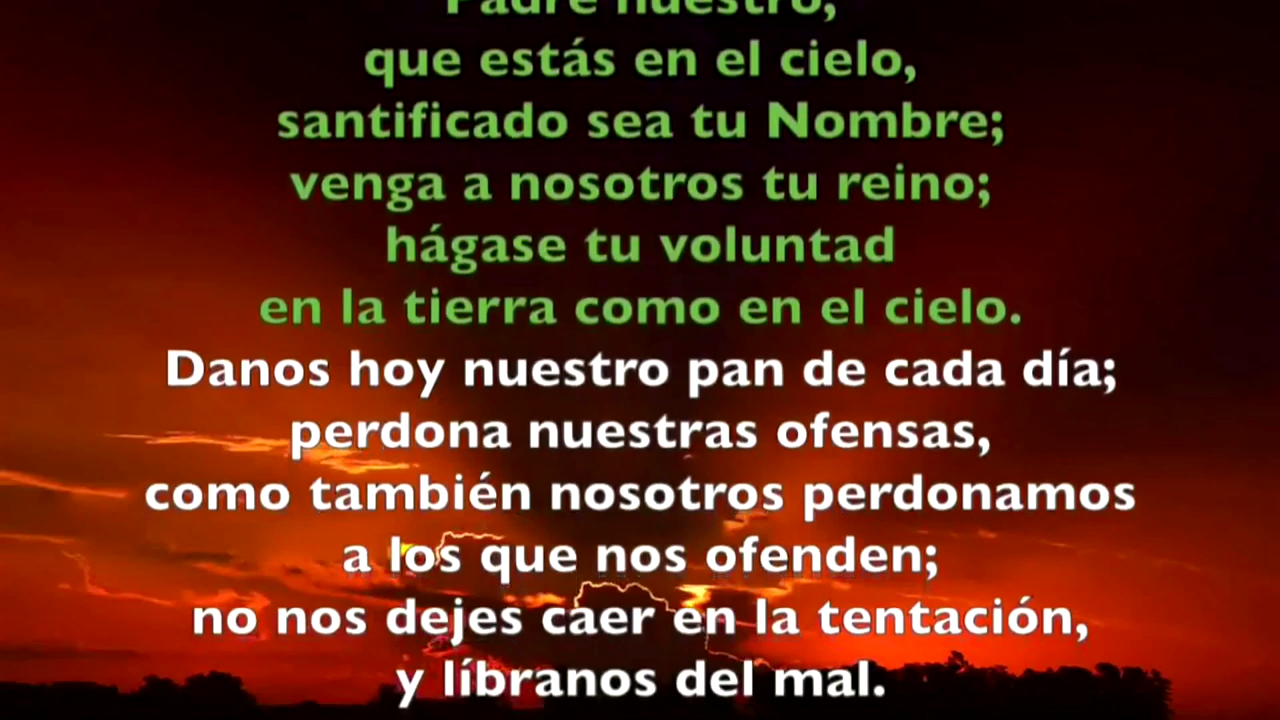 Padre nuestro,
que estás en el cielo,
santificado sea tu Nombre;
venga a nosotros tu reino;
hágase tu voluntad
en la tierra como en el cielo.
Danos hoy nuestro pan de cada día;
perdona nuestras ofensas,
como también nosotros perdonamos
a los que nos ofenden;
no nos dejes caer en la tentación,
y líbranos del mal.